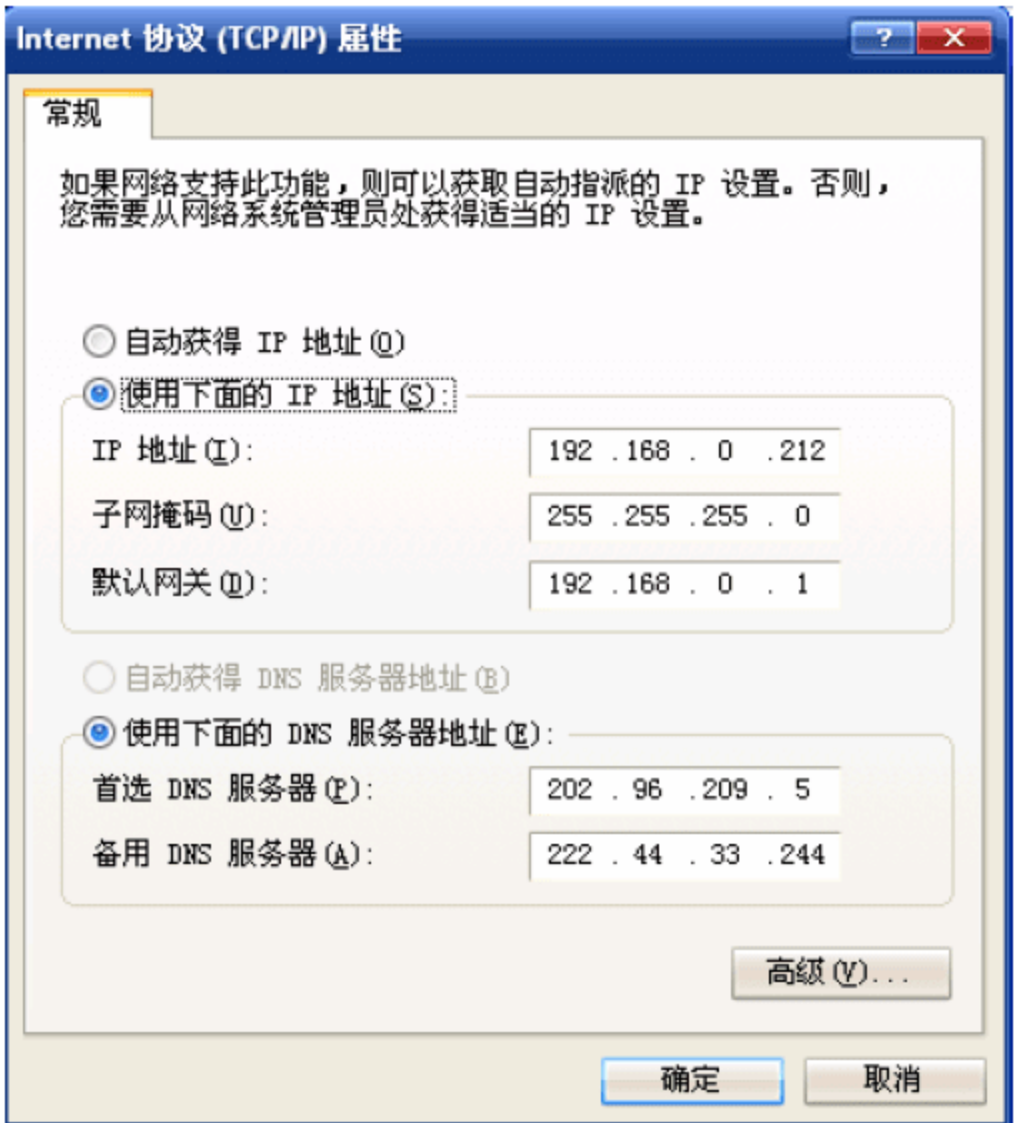 Internet 协议 (TCP/IP) 属性
?
常规
如果网络支持此功能，则可以获取自动指派的 IP 设置。否则，
您需要从网络系统管理员处获得适当的 IP 设置。
自动获得 IP 地址(O)
使用下面的 IP 地址(S):
IP 地址(I): 192 .168 . 0 .212
子网掩码(U): 255 .255 .255 . 0
默认网关(D): 192 .168 . 0 . 1
自动获得 DNS 服务器地址(B)
使用下面的 DNS 服务器地址(E):
首选 DNS 服务器(P): 202 . 96 .209 . 5
备用 DNS 服务器(A): 222 . 44 . 33 .244
高级(V)...
确定 取消